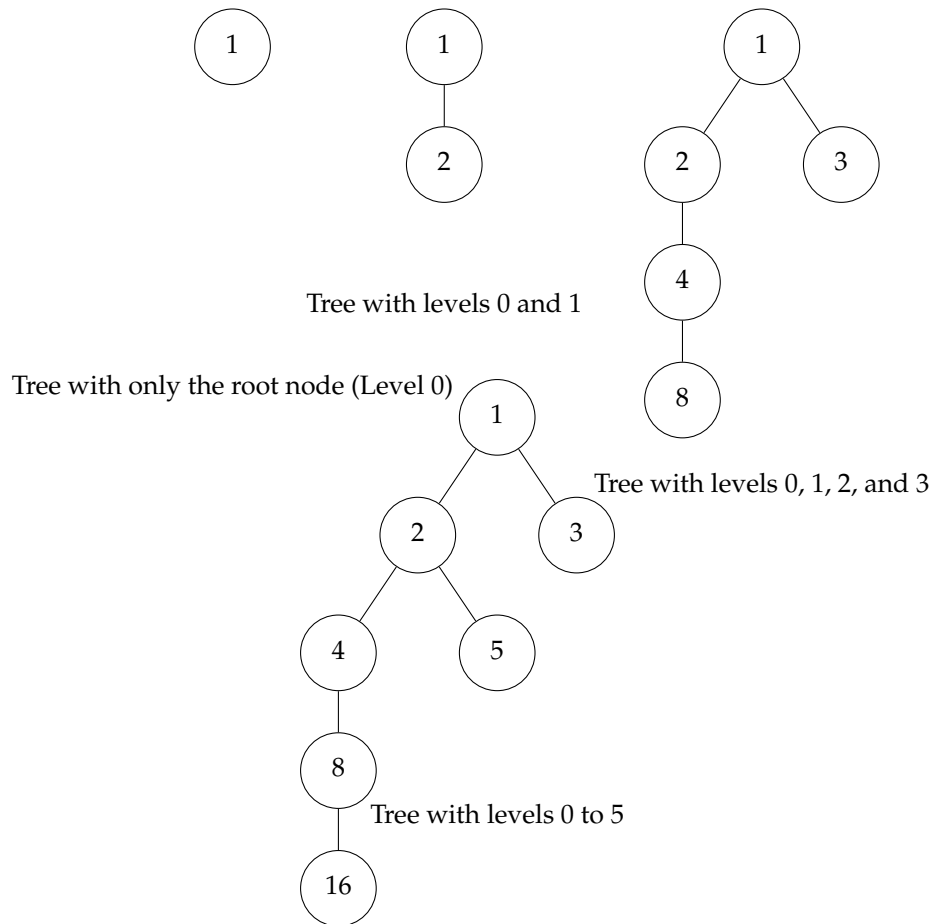 1 1 1
2 2 3
4
Tree with levels 0 and 1
Tree with only the root node (Level 0)
8
1
Tree with levels 0, 1, 2, and 3
2 3
4 5
8
Tree with levels 0 to 5
16